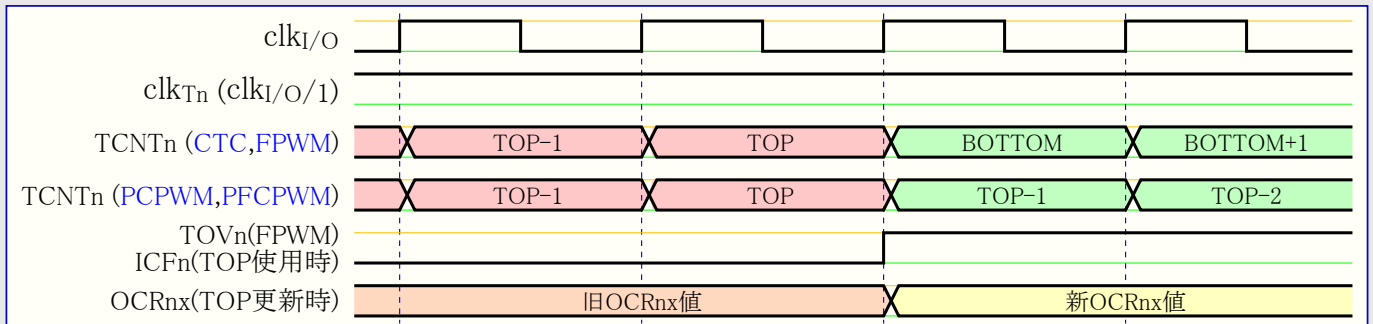 clkI/O
clkTn (clkI/O/1)
TCNTn (CTC,FPWM) TOP-1 TOP BOTTOM BOTTOM+1
TCNTn (PCPWM,PFCPWM) TOP-1 TOP TOP-1 TOP-2
TOVn(FPWM)
ICFn(TOP使用時)
OCRnx(TOP更新時) 旧OCRnx値 新OCRnx値